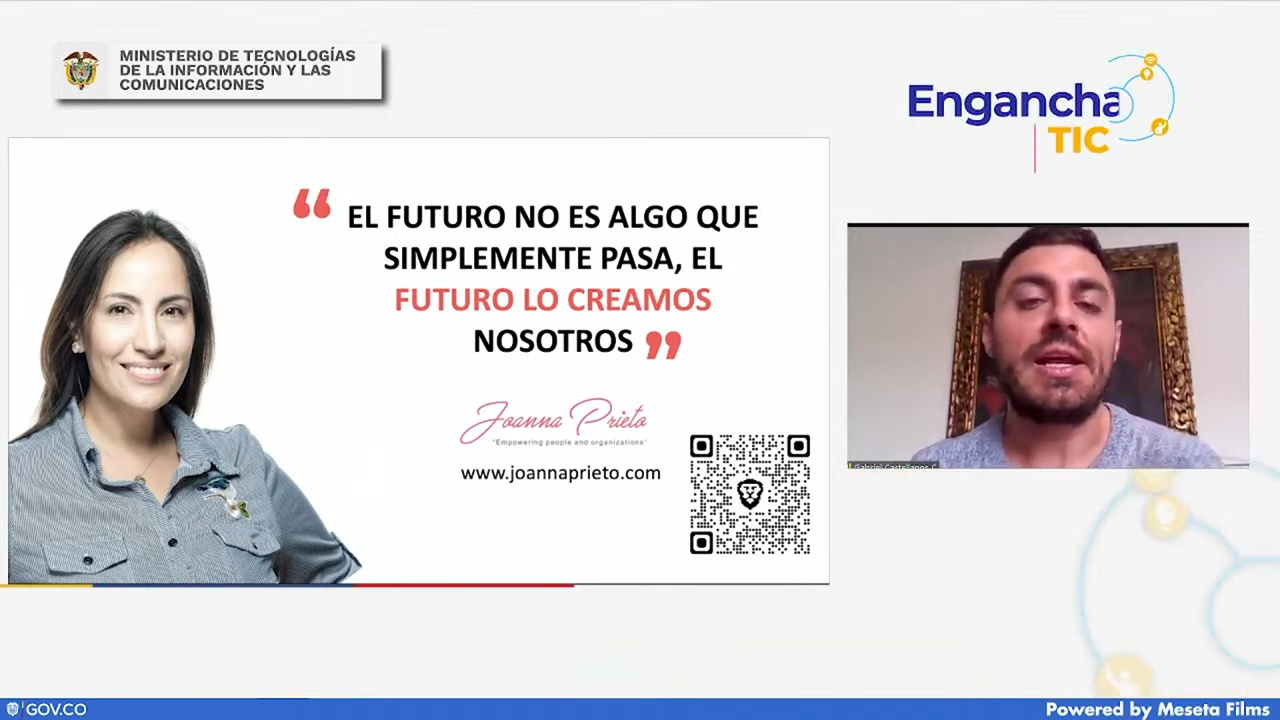 MINISTERIO DE TECNOLOGÍAS
DE LA INFORMACIÓN Y LAS
COMUNICACIONES
Engancha
TIC
“ EL FUTURO NO ES ALGO QUE
SIMPLEMENTE PASA, EL
FUTURO LO CREAMOS
NOSOTROS ”
Joanna Prieto
"Empowering people and organizations"
www.joannaprieto.com
Gabriel Castellanos C
GOV.CO
Powered by Meseta Films